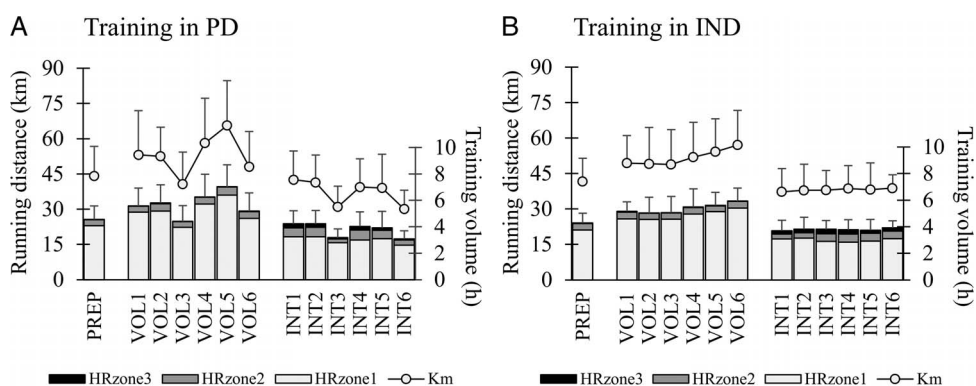 A Training in PD
Running distance (km)
90
75
60
45
30
15
0
10
8
6
4
2
0
Training volume (h)
PREP
VOL1
VOL2
VOL3
VOL4
VOL5
VOL6
INT1
INT2
INT3
INT4
INT5
INT6
HRzone3 HRzone2 HRzone1 Km
B Training in IND
Running distance (km)
90
75
60
45
30
15
0
10
8
6
4
2
0
Training volume (h)
PREP
VOL1
VOL2
VOL3
VOL4
VOL5
VOL6
INT1
INT2
INT3
INT4
INT5
INT6
HRzone3 HRzone2 HRzone1 Km